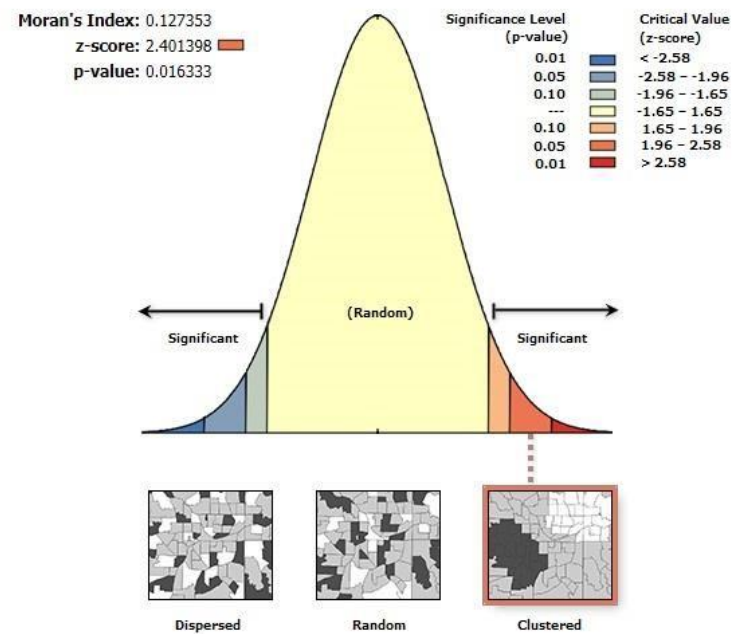 Moran's Index: 0.127353
z-score: 2.401398
p-value: 0.016333
Significance Level
(p-value)
Critical Value
(z-score)
0.01 < -2.58
0.05 -2.58 – -1.96
0.10 -1.96 – -1.65
--- -1.65 – 1.65
0.10 1.65 – 1.96
0.05 1.96 – 2.58
0.01 > 2.58
(Random)
Significant
Significant
Dispersed
Random
Clustered